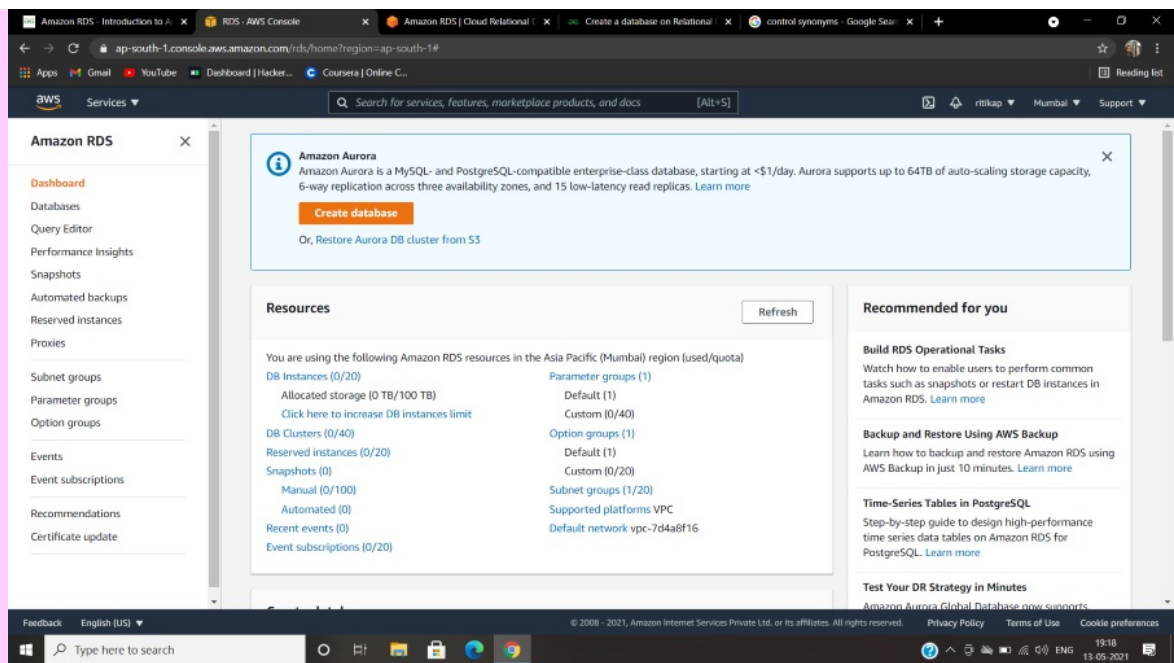 Amazon RDS - Introduction to A
RDS · AWS Console
Amazon RDS | Cloud Relational D
Create a database on Relational
control synonyms - Google Sear
ap-south-1.console.aws.amazon.com/rds/home?region=ap-south-1#
Apps
Gmail
YouTube
Dashboard | Hacker...
Coursera | Online C...
Reading list
aws
Services ▼
Search for services, features, marketplace products, and docs
[Alt+S]
ritikap ▼
Mumbai ▼
Support ▼
Amazon RDS
Dashboard
Databases
Query Editor
Performance Insights
Snapshots
Automated backups
Reserved instances
Proxies
Subnet groups
Parameter groups
Option groups
Events
Event subscriptions
Recommendations
Certificate update
Amazon Aurora
Amazon Aurora is a MySQL- and PostgreSQL-compatible enterprise-class database, starting at <$1/day. Aurora supports up to 64TB of auto-scaling storage capacity,
6-way replication across three availability zones, and 15 low-latency read replicas. Learn more
Create database
Or, Restore Aurora DB cluster from S3
Resources
Refresh
You are using the following Amazon RDS resources in the Asia Pacific (Mumbai) region (used/quota)
DB Instances (0/20)
Allocated storage (0 TB/100 TB)
Click here to increase DB instances limit
DB Clusters (0/40)
Reserved instances (0/20)
Snapshots (0)
Manual (0/100)
Automated (0)
Recent events (0)
Event subscriptions (0/20)
Parameter groups (1)
Default (1)
Custom (0/40)
Option groups (1)
Default (1)
Custom (0/20)
Subnet groups (1/20)
Supported platforms VPC
Default network vpc-7d4a8f16
Recommended for you
Build RDS Operational Tasks
Watch how to enable users to perform common
tasks such as snapshots or restart DB instances in
Amazon RDS. Learn more
Backup and Restore Using AWS Backup
Learn how to backup and restore Amazon RDS using
AWS Backup in just 10 minutes. Learn more
Time-Series Tables in PostgreSQL
Step-by-step guide to design high-performance
time series data tables on Amazon RDS for
PostgreSQL. Learn more
Test Your DR Strategy in Minutes
Amazon Aurora Global Database now supports
Feedback
English (US) ▼
© 2008 - 2021, Amazon Internet Services Private Ltd. or its affiliates. All rights reserved.
Privacy Policy
Terms of Use
Cookie preferences
Type here to search
ENG
19:18
13-05-2021